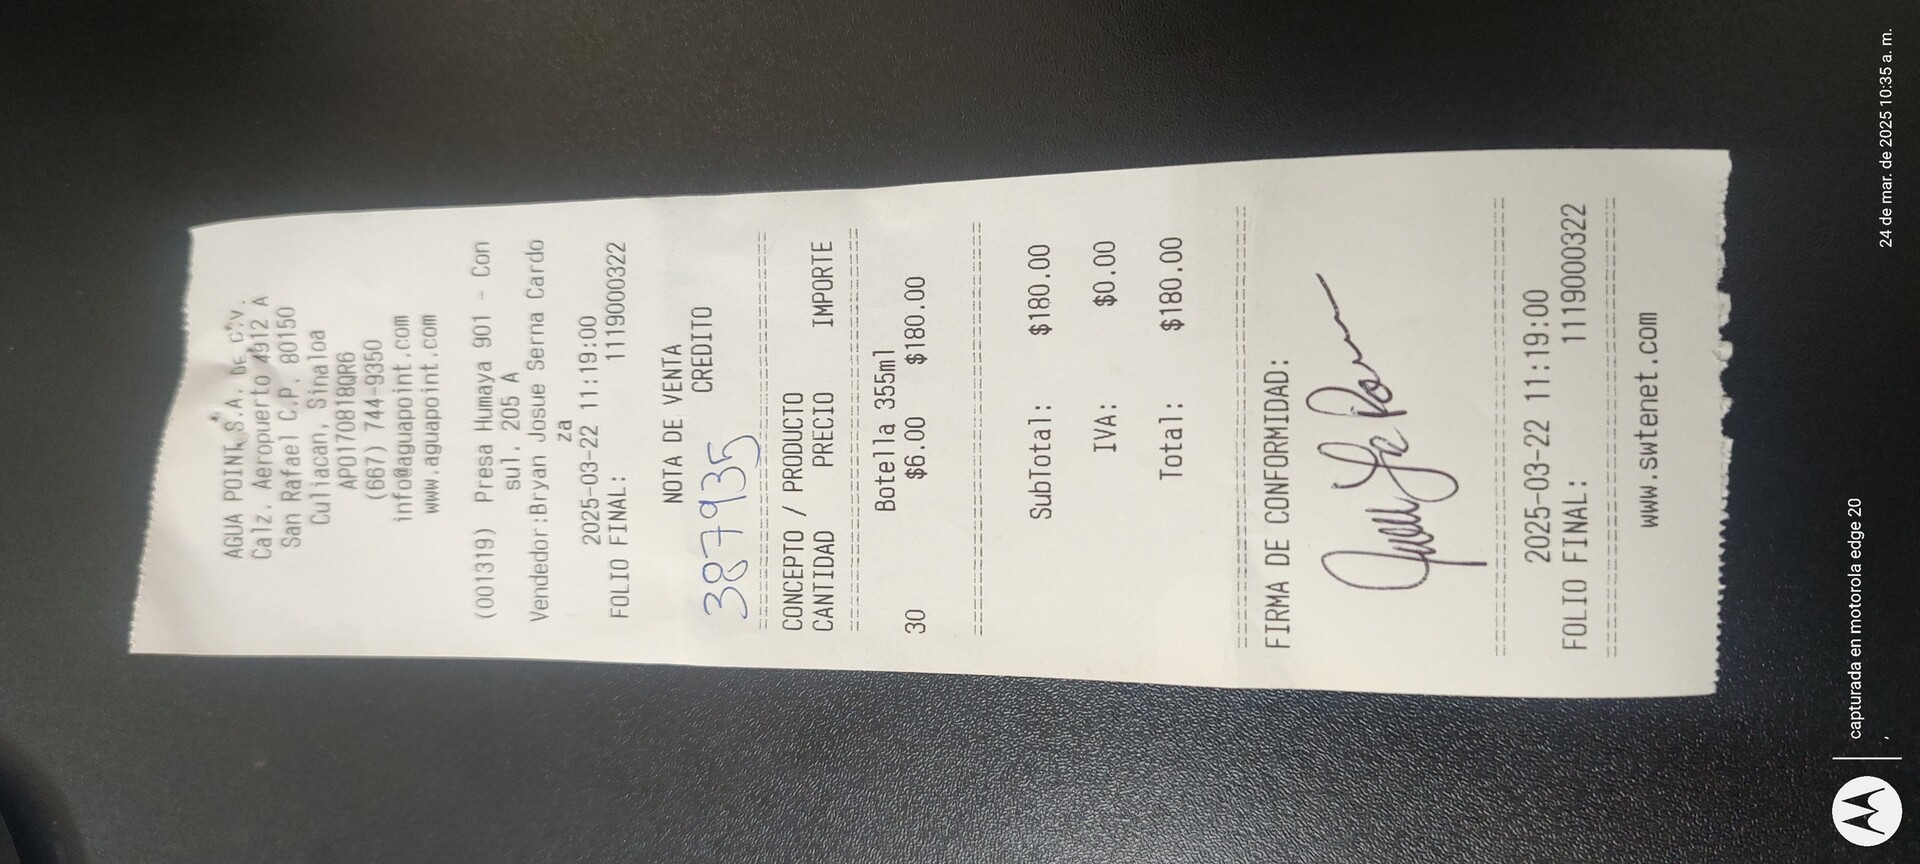 AGUA POINT S.A. DE C.V.
Calz. Aeropuerto 4912 A
San Rafael C.P. 80150
Culiacan, Sinaloa
APO170818QR6
(667) 744-9350
info@aguapoint.com
www.aguapoint.com
(001319) Presa Humaya 901 - Con
sul, 205 A
Vendedor:Bryan Josue Serna Cardo
za
2025-03-22 11:19:00
FOLIO FINAL: 1119000322
NOTA DE VENTA
CREDITO
387935
CONCEPTO / PRODUCTO
CANTIDAD PRECIO IMPORTE
Botella 355ml
30 $6.00 $180.00
SubTotal: $180.00
IVA: $0.00
Total: $180.00
FIRMA DE CONFORMIDAD:
2025-03-22 11:19:00
FOLIO FINAL: 1119000322
www.swtenet.com
capturada en motorola edge 20
24 de mar. de 2025 10:35 a. m.